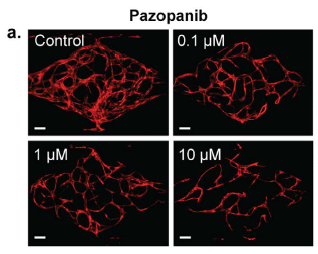 Pazopanib
a.
Control
0.1 µM
1 µM
10 µM